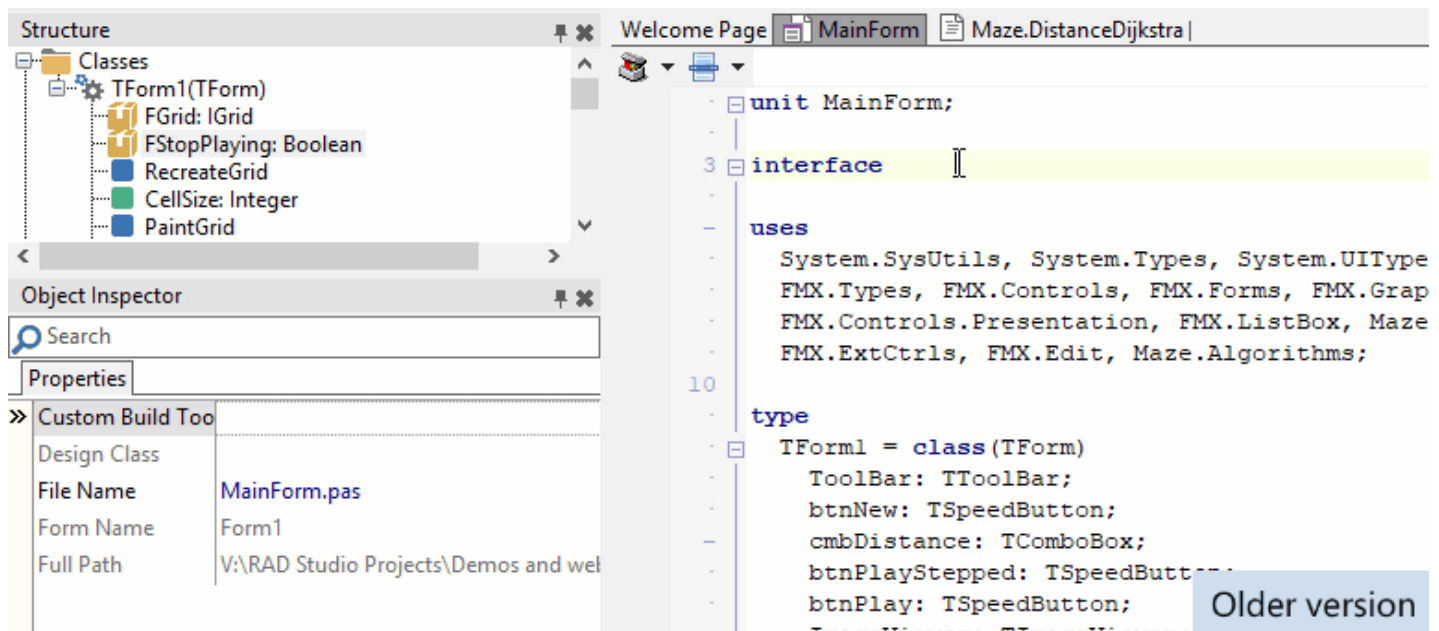 Structure
Classes
TForm1(TForm)
FGrid: IGrid
FStopPlaying: Boolean
RecreateGrid
CellSize: Integer
PaintGrid
Object Inspector
Search
Properties
Custom Build Too
Design Class
File Name MainForm.pas
Form Name Form1
Full Path V:\RAD Studio Projects\Demos and wel
Welcome Page MainForm Maze.DistanceDijkstra
unit MainForm;
3 interface
uses
System.SysUtils, System.Types, System.UIType
FMX.Types, FMX.Controls, FMX.Forms, FMX.Grap
FMX.Controls.Presentation, FMX.ListBox, Maze
FMX.ExtCtrls, FMX.Edit, Maze.Algorithms;
10
type
TForm1 = class(TForm)
ToolBar: TToolBar;
btnNew: TSpeedButton;
cmbDistance: TComboBox;
btnPlayStepped: TSpeedButton;
btnPlay: TSpeedButton;
Older version